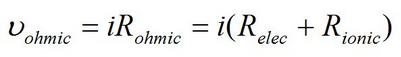 υ_ohmic = iR_ohmic = i(R_elec + R_ionic)